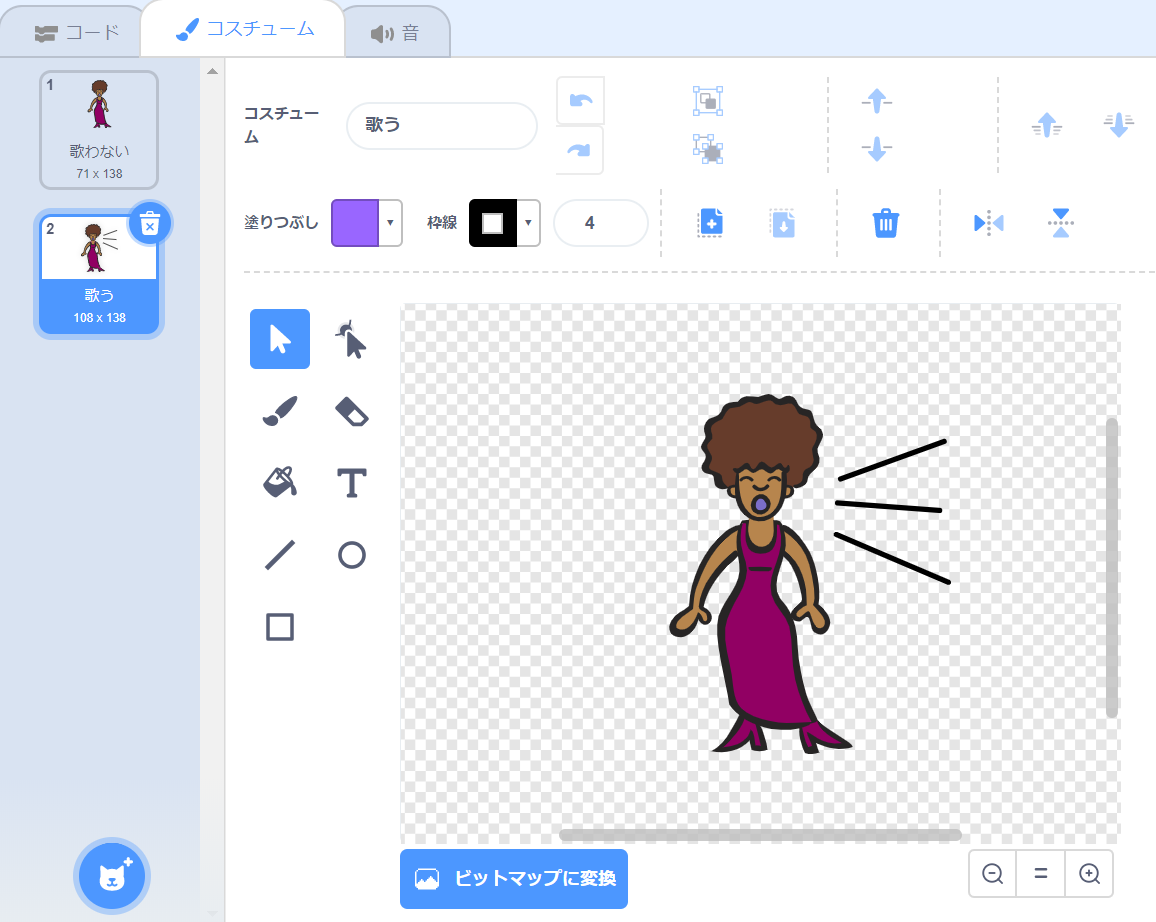 コード
コスチューム
音
1
歌わない
71 x 138
2
歌う
108 x 138
コスチュー
ム
歌う
塗りつぶし
枠線
4
ビットマップに変換